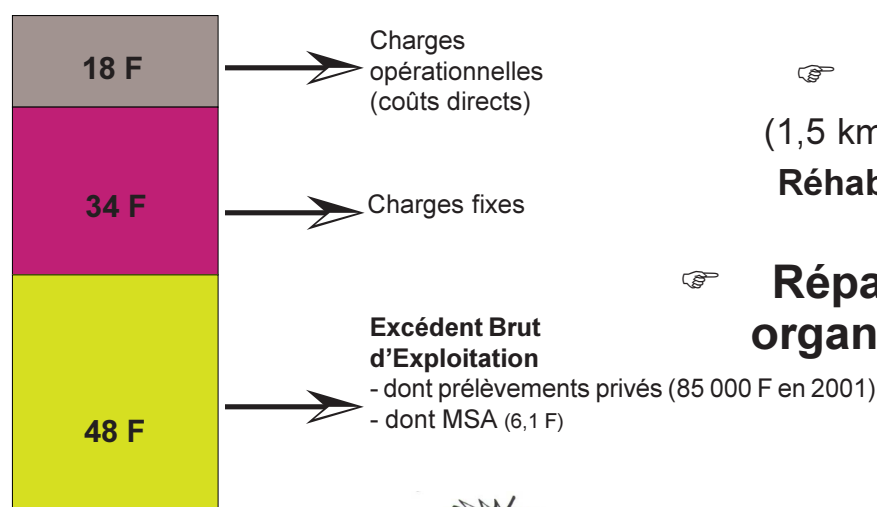 18 F
Charges
opérationnelles
(coûts directs)
34 F
Charges fixes
48 F
Excédent Brut
d'Exploitation
- dont prélèvements privés (85 000 F en 2001)
- dont MSA (6,1 F)
☞
(1,5 km
Réhab
☞ Répa
organ